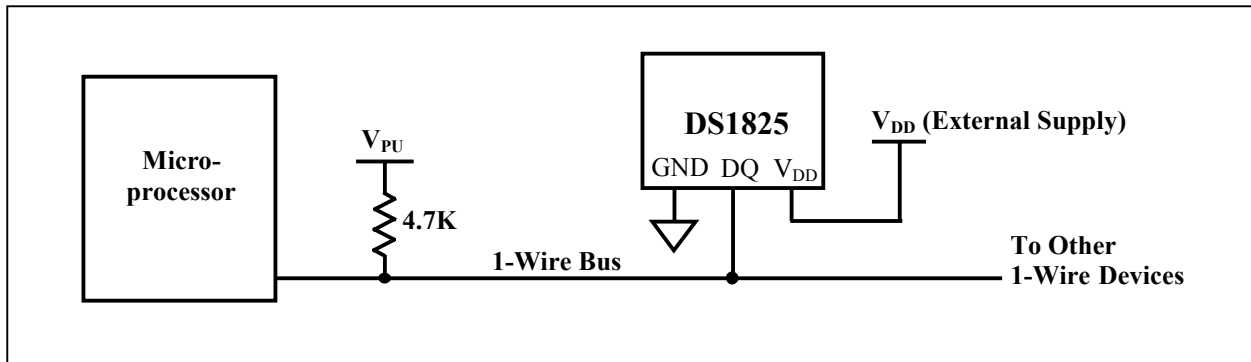 Micro-
processor
V_PU
4.7K
1-Wire Bus
DS1825
GND DQ V_DD
V_DD (External Supply)
To Other
1-Wire Devices